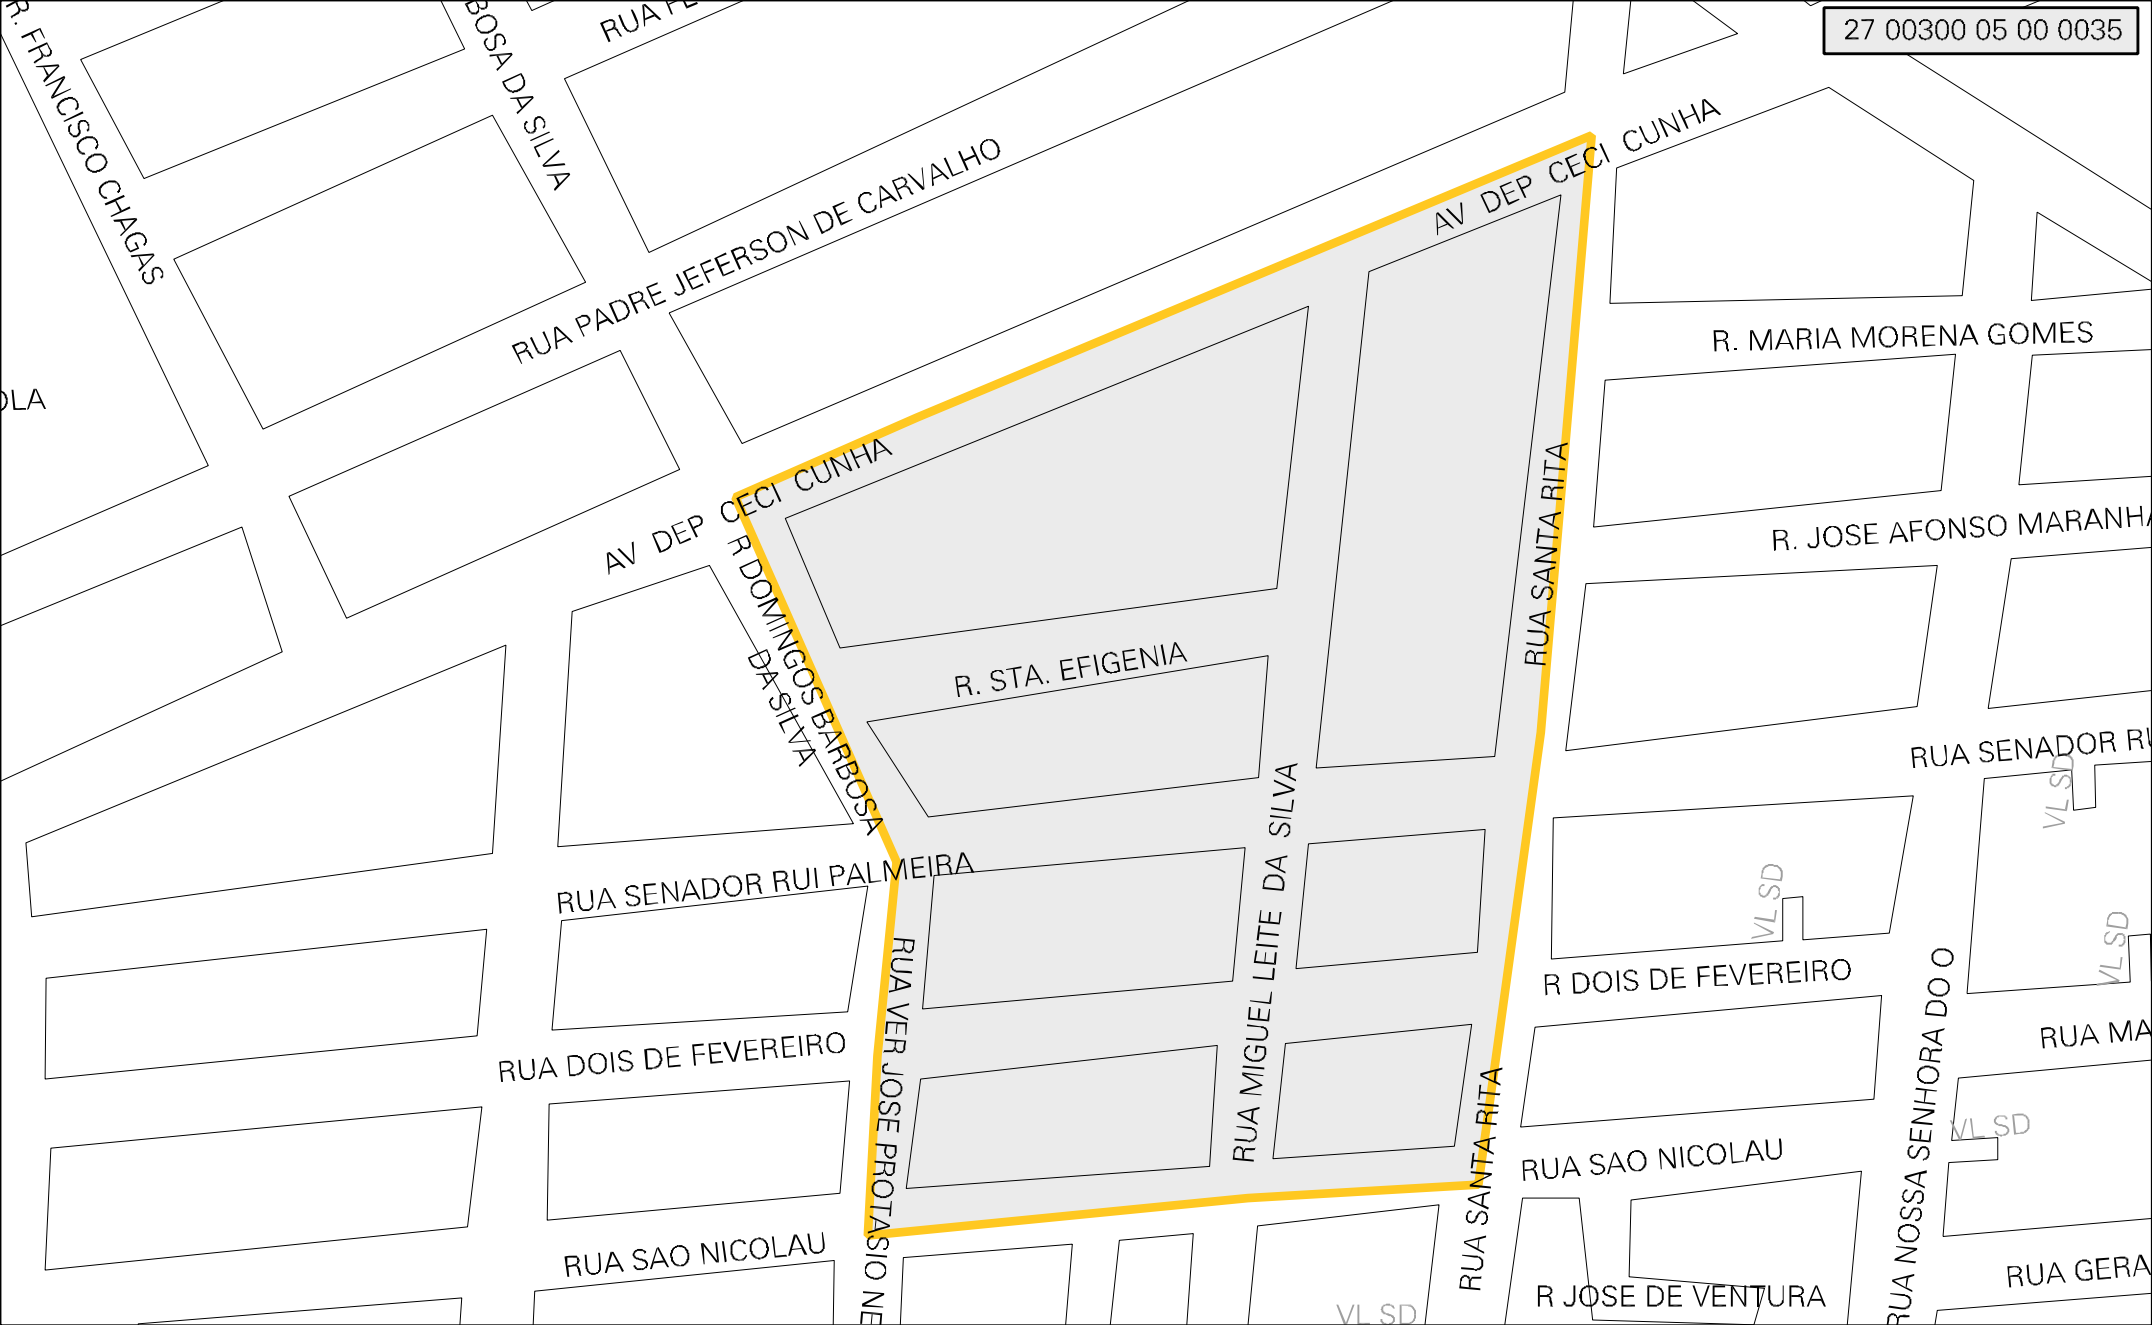 27 00300 05 00 0035
R. FRANCISCO CHAGAS
BOSA DA SILVA
RUA FE
AV DEP CECI CUNHA
RUA PADRE JEFERSON DE CARVALHO
R. MARIA MORENA GOMES
OLA
AV DEP CECI CUNHA
R DOMINGOS BARBOSA
DA SILVA
RUA SANTA RITA
R. JOSE AFONSO MARANHA
R. STA. EFIGENIA
RUA SENADOR RU
VL SD
RUA SENADOR RUI PALMEIRA
RUA MIGUEL LEITE DA SILVA
VL SD
VL SD
R DOIS DE FEVEREIRO
RUA DOIS DE FEVEREIRO
RUA VER JOSE PROTASIO NE
RUA MA
RUA NOSSA SENHORA DO O
VL SD
RUA SANTA RITA
RUA SAO NICOLAU
RUA SAO NICOLAU
RUA GERA
R JOSE DE VENTURA
VL SD